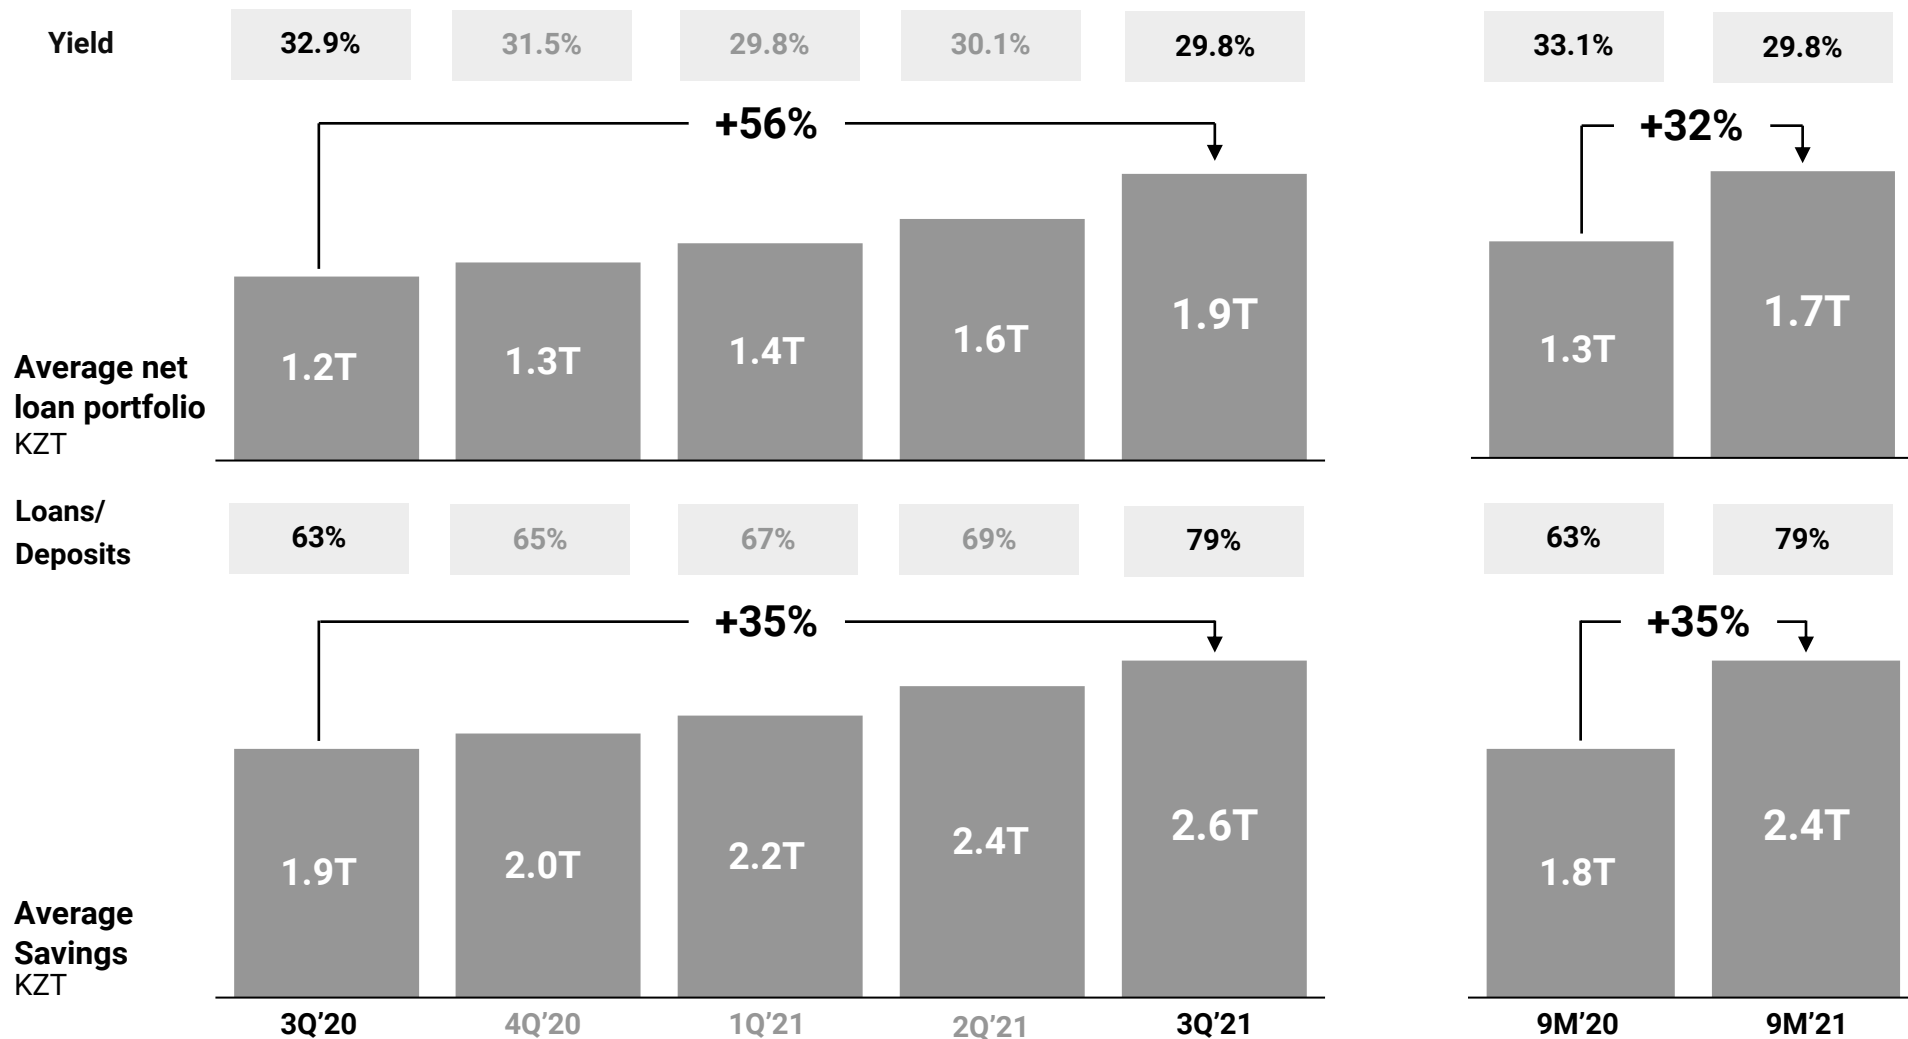 Yield
32.9%
31.5%
29.8%
30.1%
29.8%
33.1%
29.8%
+56%
+32%
Average net
loan portfolio
KZT
1.2T
1.3T
1.4T
1.6T
1.9T
1.3T
1.7T
Loans/
Deposits
63%
65%
67%
69%
79%
63%
79%
+35%
+35%
Average
Savings
KZT
1.9T
2.0T
2.2T
2.4T
2.6T
1.8T
2.4T
3Q’20
4Q’20
1Q’21
2Q’21
3Q’21
9M’20
9M’21